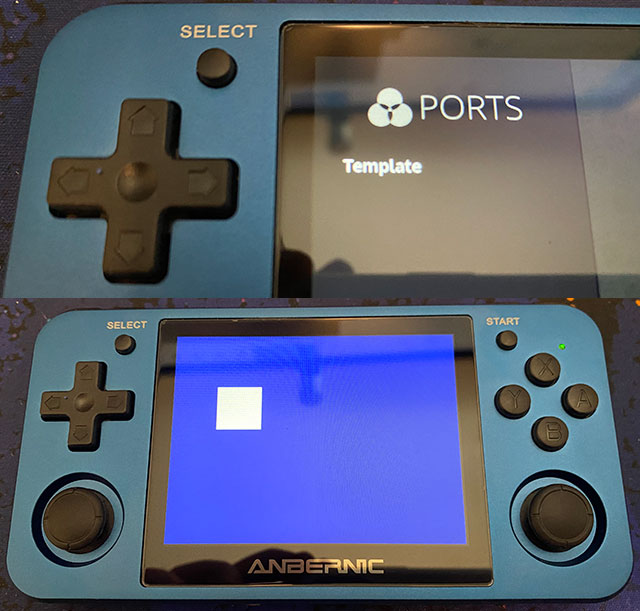 SELECT
PORTS
Template
SELECT
START
X
Y
A
B
ANBERNIC